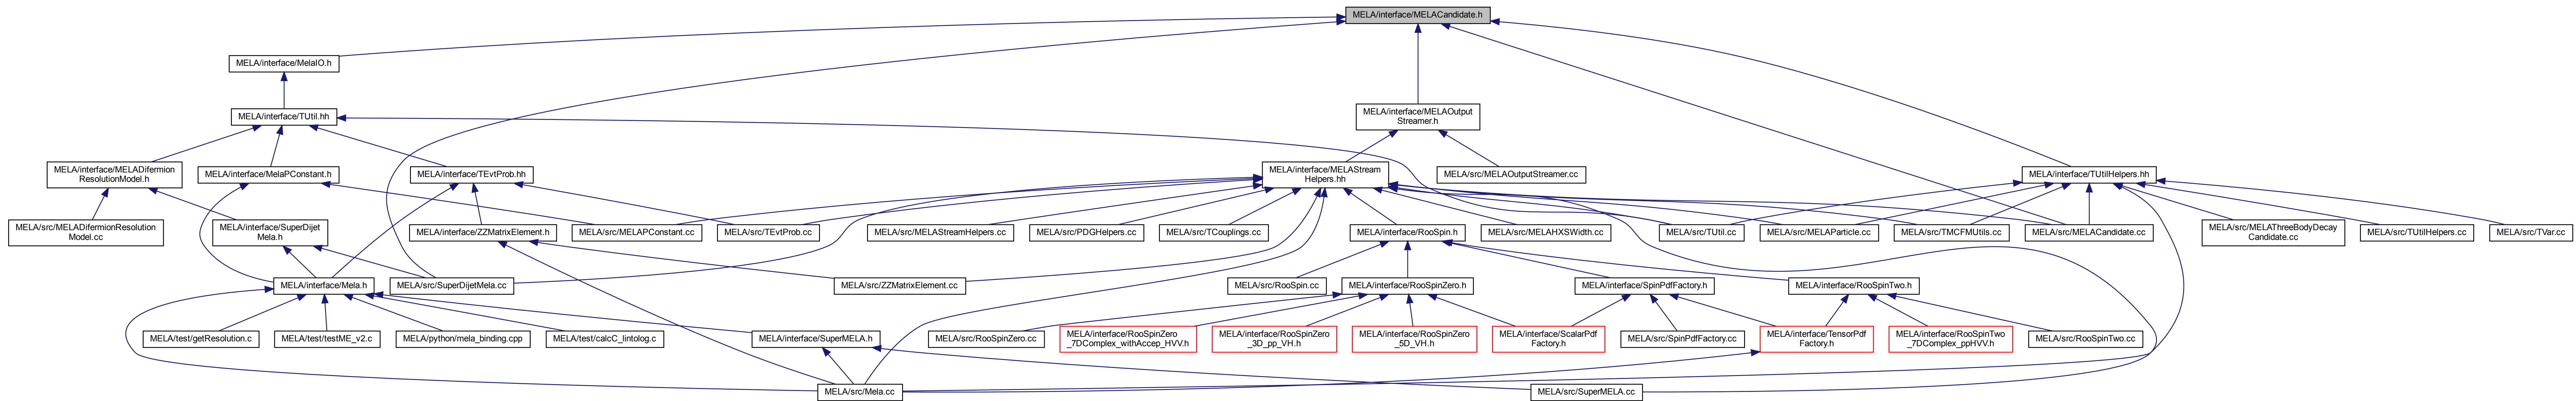 MELA/interface/MELACandidate.h
MELA/interface/MelaIO.h
MELA/interface/TUtil.hh
MELA/interface/MELAOutput
Streamer.h
MELA/interface/MELADifermion
ResolutionModel.h
MELA/interface/MelaPConstant.h
MELA/interface/TEvtProb.hh
MELA/interface/MELAStream
Helpers.hh
MELA/src/MELAOutputStreamer.cc
MELA/interface/TUtilHelpers.hh
MELA/src/MELADifermionResolution
Model.cc
MELA/interface/SuperDijet
Mela.h
MELA/interface/ZZMatrixElement.h
MELA/src/MELAPConstant.cc
MELA/src/TEvtProb.cc
MELA/src/MELAStreamHelpers.cc
MELA/src/PDGHelpers.cc
MELA/src/TCouplings.cc
MELA/interface/RooSpin.h
MELA/src/MELAHXSWidth.cc
MELA/src/TUtil.cc
MELA/src/MELAParticle.cc
MELA/src/TMCFMUtils.cc
MELA/src/MELACandidate.cc
MELA/src/MELAThreeBodyDecay
Candidate.cc
MELA/src/TUtilHelpers.cc
MELA/src/TVar.cc
MELA/interface/Mela.h
MELA/src/SuperDijetMela.cc
MELA/src/ZZMatrixElement.cc
MELA/src/RooSpin.cc
MELA/interface/RooSpinZero.h
MELA/interface/SpinPdfFactory.h
MELA/interface/RooSpinTwo.h
MELA/test/getResolution.c
MELA/test/testME_v2.c
MELA/python/mela_binding.cpp
MELA/test/calcC_lintolog.c
MELA/interface/SuperMELA.h
MELA/src/RooSpinZero.cc
MELA/interface/RooSpinZero
_7DComplex_withAccep_HVV.h
MELA/interface/RooSpinZero
_3D_pp_VH.h
MELA/interface/RooSpinZero
_5D_VH.h
MELA/interface/ScalarPdf
Factory.h
MELA/src/SpinPdfFactory.cc
MELA/interface/TensorPdf
Factory.h
MELA/interface/RooSpinTwo
_7DComplex_ppHVV.h
MELA/src/RooSpinTwo.cc
MELA/src/Mela.cc
MELA/src/SuperMELA.cc